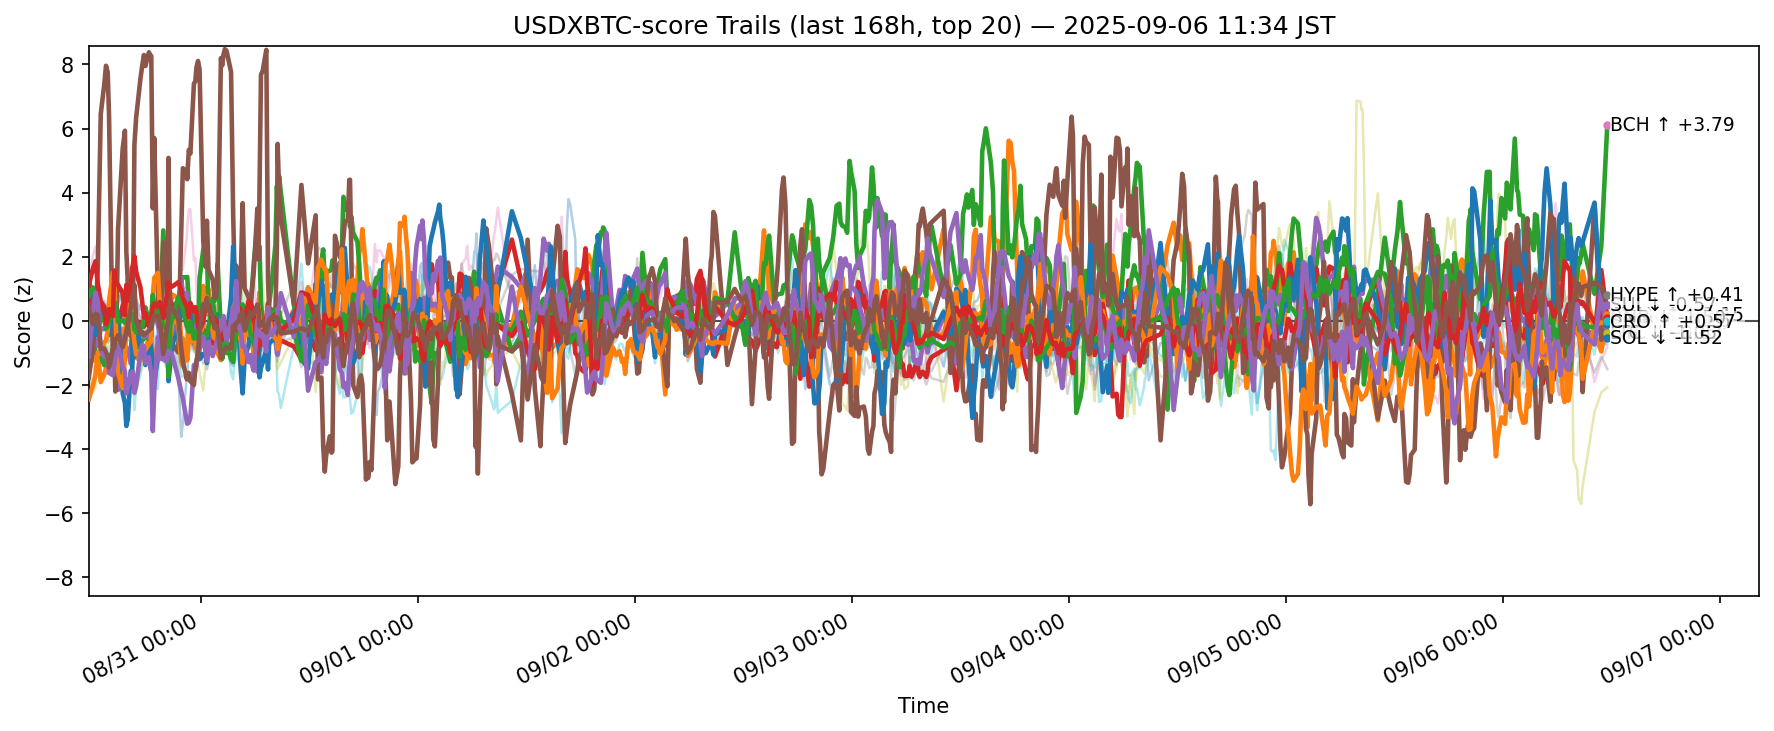 USDXBTC-score Trails (last 168h, top 20) — 2025-09-06 11:34 JST
8
6
4
2
0
−2
−4
−6
−8
Score (z)
BCH ↑ +3.79
HYPE ↑ +0.41
SUI ↓ -0.57
CRO ↑ +0.57
SOL ↓ -1.52
08/31 00:00
09/01 00:00
09/02 00:00
09/03 00:00
09/04 00:00
09/05 00:00
09/06 00:00
09/07 00:00
Time